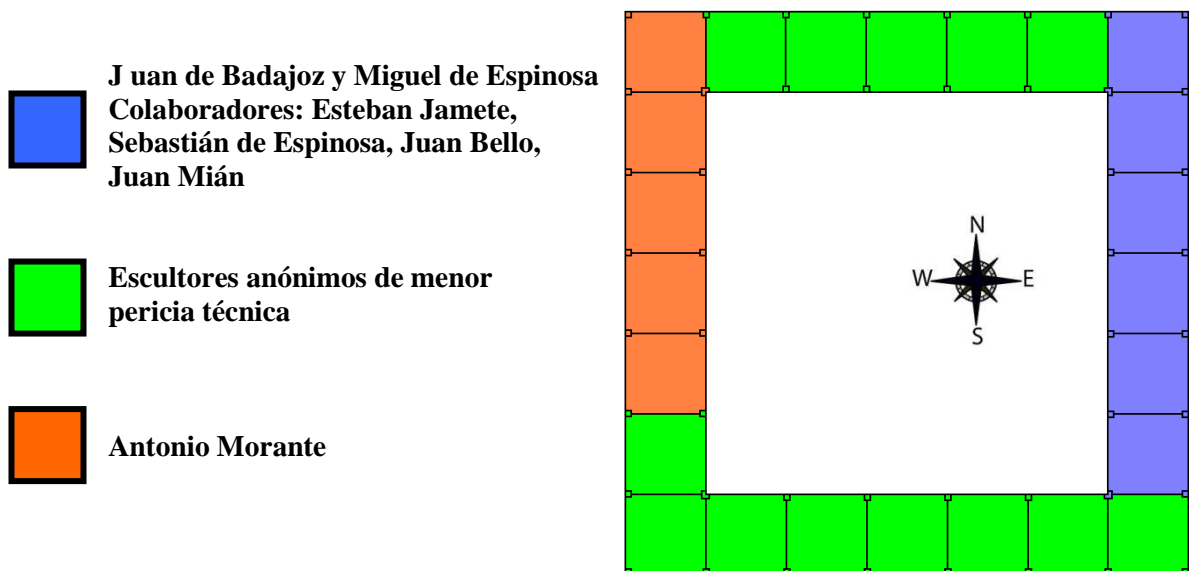 J uan de Badajoz y Miguel de Espinosa
Colaboradores: Esteban Jamete,
Sebastián de Espinosa, Juan Bello,
Juan Mián
Escultores anónimos de menor
pericia técnica
Antonio Morante
N
W E
S